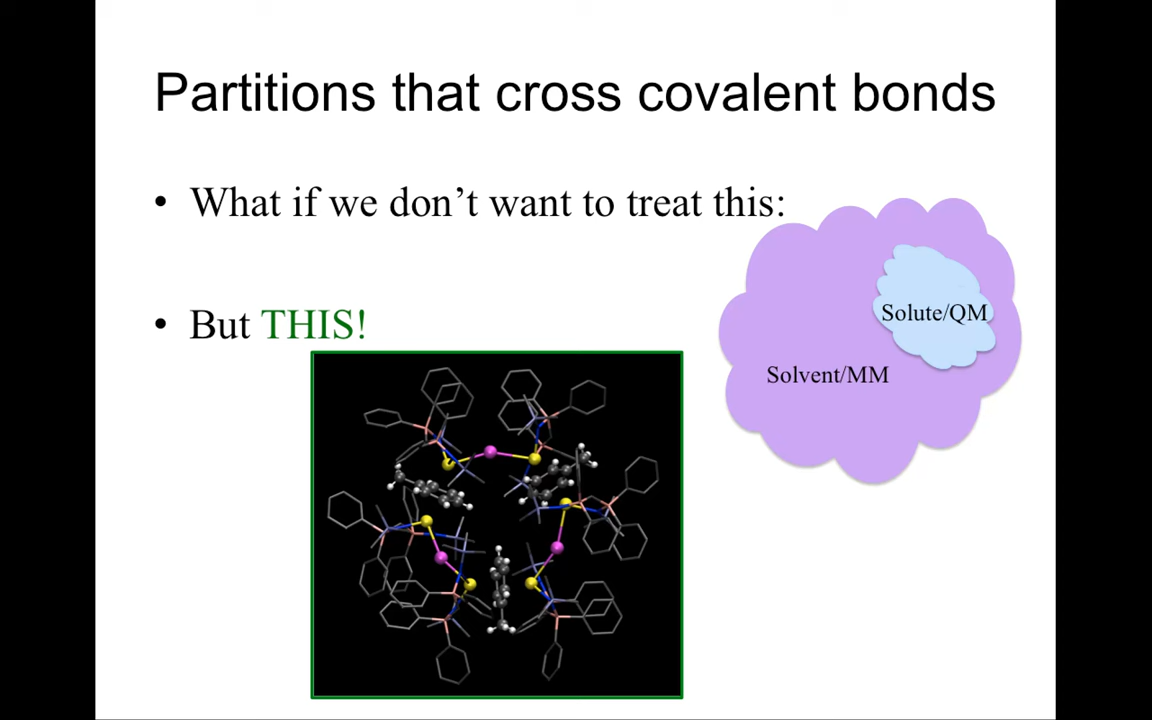 Partitions that cross covalent bonds
• What if we don’t want to treat this:
Solute/QM
• But THIS!
Solvent/MM